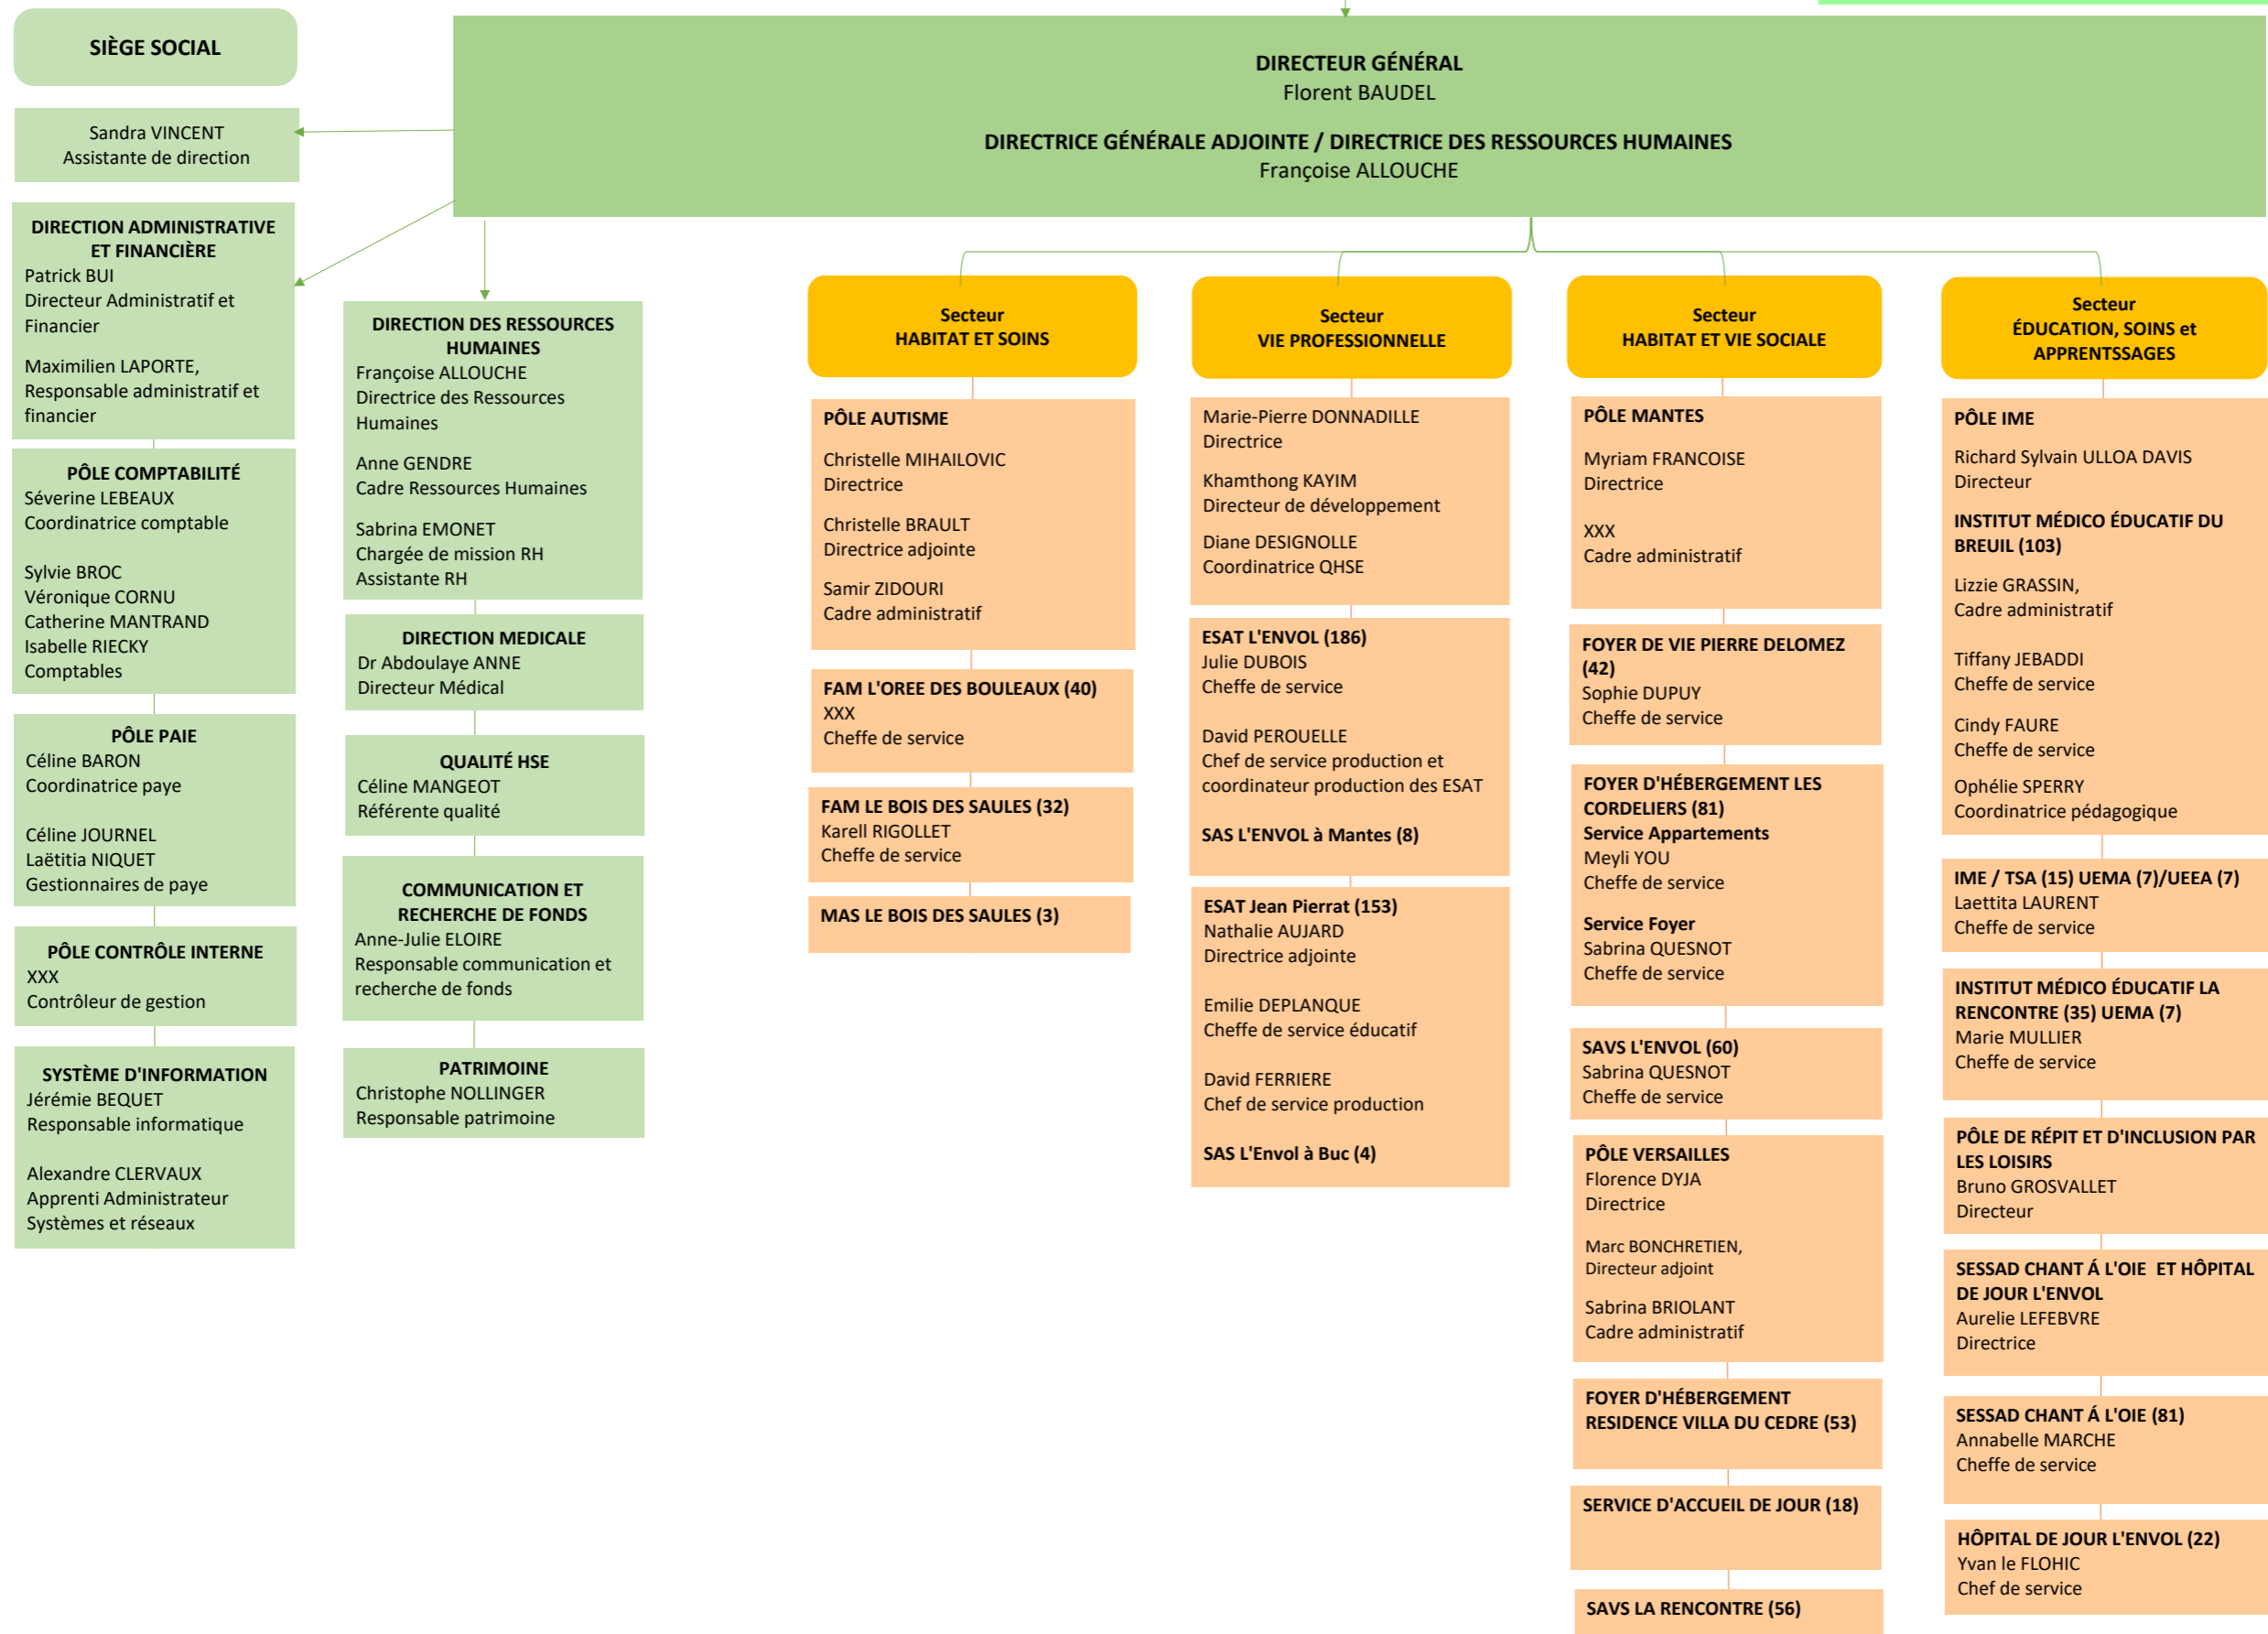 SIÈGE SOCIAL
Sandra VINCENT
Assistante de direction
DIRECTEUR GÉNÉRAL
Florent BAUDEL
DIRECTRICE GÉNÉRALE ADJOINTE / DIRECTRICE DES RESSOURCES HUMAINES
Françoise ALLOUCHE
DIRECTION ADMINISTRATIVE
ET FINANCIÈRE
Patrick BUI
Directeur Administratif et
Financier
Maximilien LAPORTE,
Responsable administratif et
financier
PÔLE COMPTABILITÉ
Séverine LEBEAUX
Coordinatrice comptable
Sylvie BROC
Véronique CORNU
Catherine MANTRAND
Isabelle RIECKY
Comptables
PÔLE PAIE
Céline BARON
Coordinatrice paye
Céline JOURNEL
Laëtitia NIQUET
Gestionnaires de paye
PÔLE CONTRÔLE INTERNE
XXX
Contrôleur de gestion
SYSTÈME D'INFORMATION
Jérémie BEQUET
Responsable informatique
Alexandre CLERVAUX
Apprenti Administrateur
Systèmes et réseaux
DIRECTION DES RESSOURCES
HUMAINES
Françoise ALLOUCHE
Directrice des Ressources
Humaines
Anne GENDRE
Cadre Ressources Humaines
Sabrina EMONET
Chargée de mission RH
Assistante RH
DIRECTION MEDICALE
Dr Abdoulaye ANNE
Directeur Médical
QUALITÉ HSE
Céline MANGEOT
Référente qualité
COMMUNICATION ET
RECHERCHE DE FONDS
Anne-Julie ELOIRE
Responsable communication et
recherche de fonds
PATRIMOINE
Christophe NOLLINGER
Responsable patrimoine
Secteur
HABITAT ET SOINS
PÔLE AUTISME
Christelle MIHAILOVIC
Directrice
Christelle BRAULT
Directrice adjointe
Samir ZIDOURI
Cadre administratif
FAM L'OREE DES BOULEAUX (40)
XXX
Cheffe de service
FAM LE BOIS DES SAULES (32)
Karell RIGOLLET
Cheffe de service
MAS LE BOIS DES SAULES (3)
Secteur
VIE PROFESSIONNELLE
Marie-Pierre DONNADILLE
Directrice
Khamthong KAYIM
Directeur de développement
Diane DESIGNOLLE
Coordinatrice QHSE
ESAT L'ENVOL (186)
Julie DUBOIS
Cheffe de service
David PEROUELLE
Chef de service production et
coordinateur production des ESAT
SAS L'ENVOL à Mantes (8)
ESAT Jean Pierrat (153)
Nathalie AUJARD
Directrice adjointe
Emilie DEPLANQUE
Cheffe de service éducatif
David FERRIERE
Chef de service production
SAS L'Envol à Buc (4)
Secteur
HABITAT ET VIE SOCIALE
PÔLE MANTES
Myriam FRANCOISE
Directrice
XXX
Cadre administratif
FOYER DE VIE PIERRE DELOMEZ
(42)
Sophie DUPUY
Cheffe de service
FOYER D'HÉBERGEMENT LES
CORDELIERS (81)
Service Appartements
Meyli YOU
Cheffe de service
Service Foyer
Sabrina QUESNOT
Cheffe de service
SAVS L'ENVOL (60)
Sabrina QUESNOT
Cheffe de service
PÔLE VERSAILLES
Florence DYJA
Directrice
Marc BONCHRETIEN,
Directeur adjoint
Sabrina BRIOLANT
Cadre administratif
FOYER D'HÉBERGEMENT
RESIDENCE VILLA DU CEDRE (53)
SERVICE D'ACCUEIL DE JOUR (18)
SAVS LA RENCONTRE (56)
Secteur
ÉDUCATION, SOINS et
APPRENTSSAGES
PÔLE IME
Richard Sylvain ULLOA DAVIS
Directeur
INSTITUT MÉDICO ÉDUCATIF DU
BREUIL (103)
Lizzie GRASSIN,
Cadre administratif
Tiffany JEBADDI
Cheffe de service
Cindy FAURE
Cheffe de service
Ophélie SPERRY
Coordinatrice pédagogique
IME / TSA (15) UEMA (7)/UEEA (7)
Laettita LAURENT
Cheffe de service
INSTITUT MÉDICO ÉDUCATIF LA
RENCONTRE (35) UEMA (7)
Marie MULLIER
Cheffe de service
PÔLE DE RÉPIT ET D'INCLUSION PAR
LES LOISIRS
Bruno GROSVALLET
Directeur
SESSAD CHANT Á L'OIE ET HÔPITAL
DE JOUR L'ENVOL
Aurelie LEFEBVRE
Directrice
SESSAD CHANT Á L'OIE (81)
Annabelle MARCHE
Cheffe de service
HÔPITAL DE JOUR L'ENVOL (22)
Yvan le FLOHIC
Chef de service